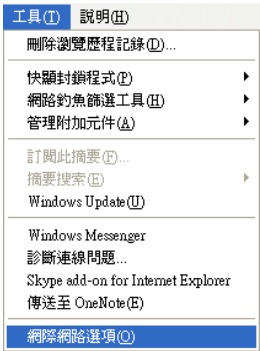 工具(T) 說明(H)
刪除瀏覽歷程記錄(D)...
快顯封鎖程式(P)
網路釣魚篩選工具(H)
管理附加元件(A)
訂閱此摘要(F)...
摘要搜索(E)
Windows Update(U)
Windows Messenger
診斷連線問題...
Skype add-on for Internet Explorer
傳送至 OneNote(E)
網際網路選項(O)